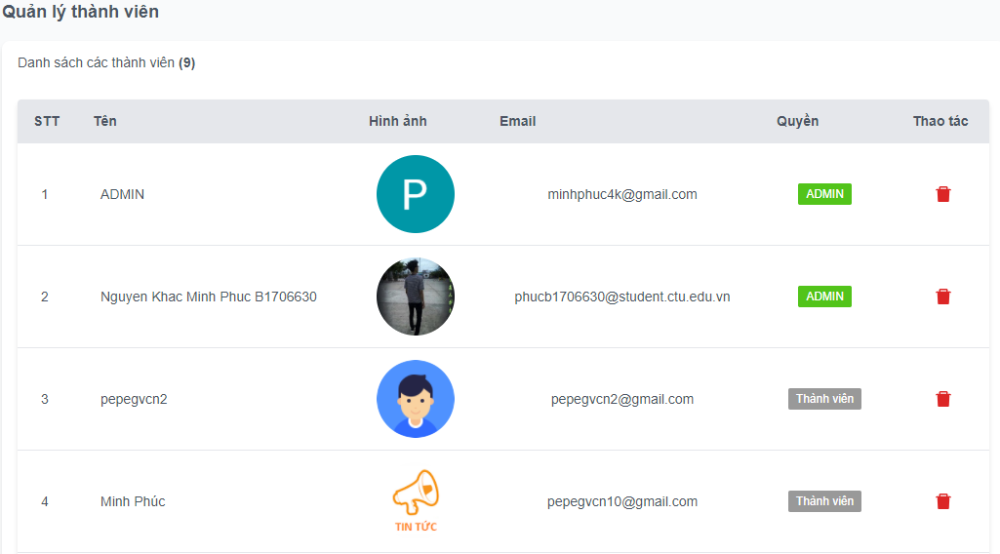 Quản lý thành viên
Danh sách các thành viên (9)
STT Tên Hình ảnh Email Quyền Thao tác
1 ADMIN P minhphuc4k@gmail.com ADMIN
2 Nguyen Khac Minh Phuc B1706630 phucb1706630@student.ctu.edu.vn ADMIN
3 pepegvcn2 pepegvcn2@gmail.com Thành viên
4 Minh Phúc TIN TỨC pepegvcn10@gmail.com Thành viên